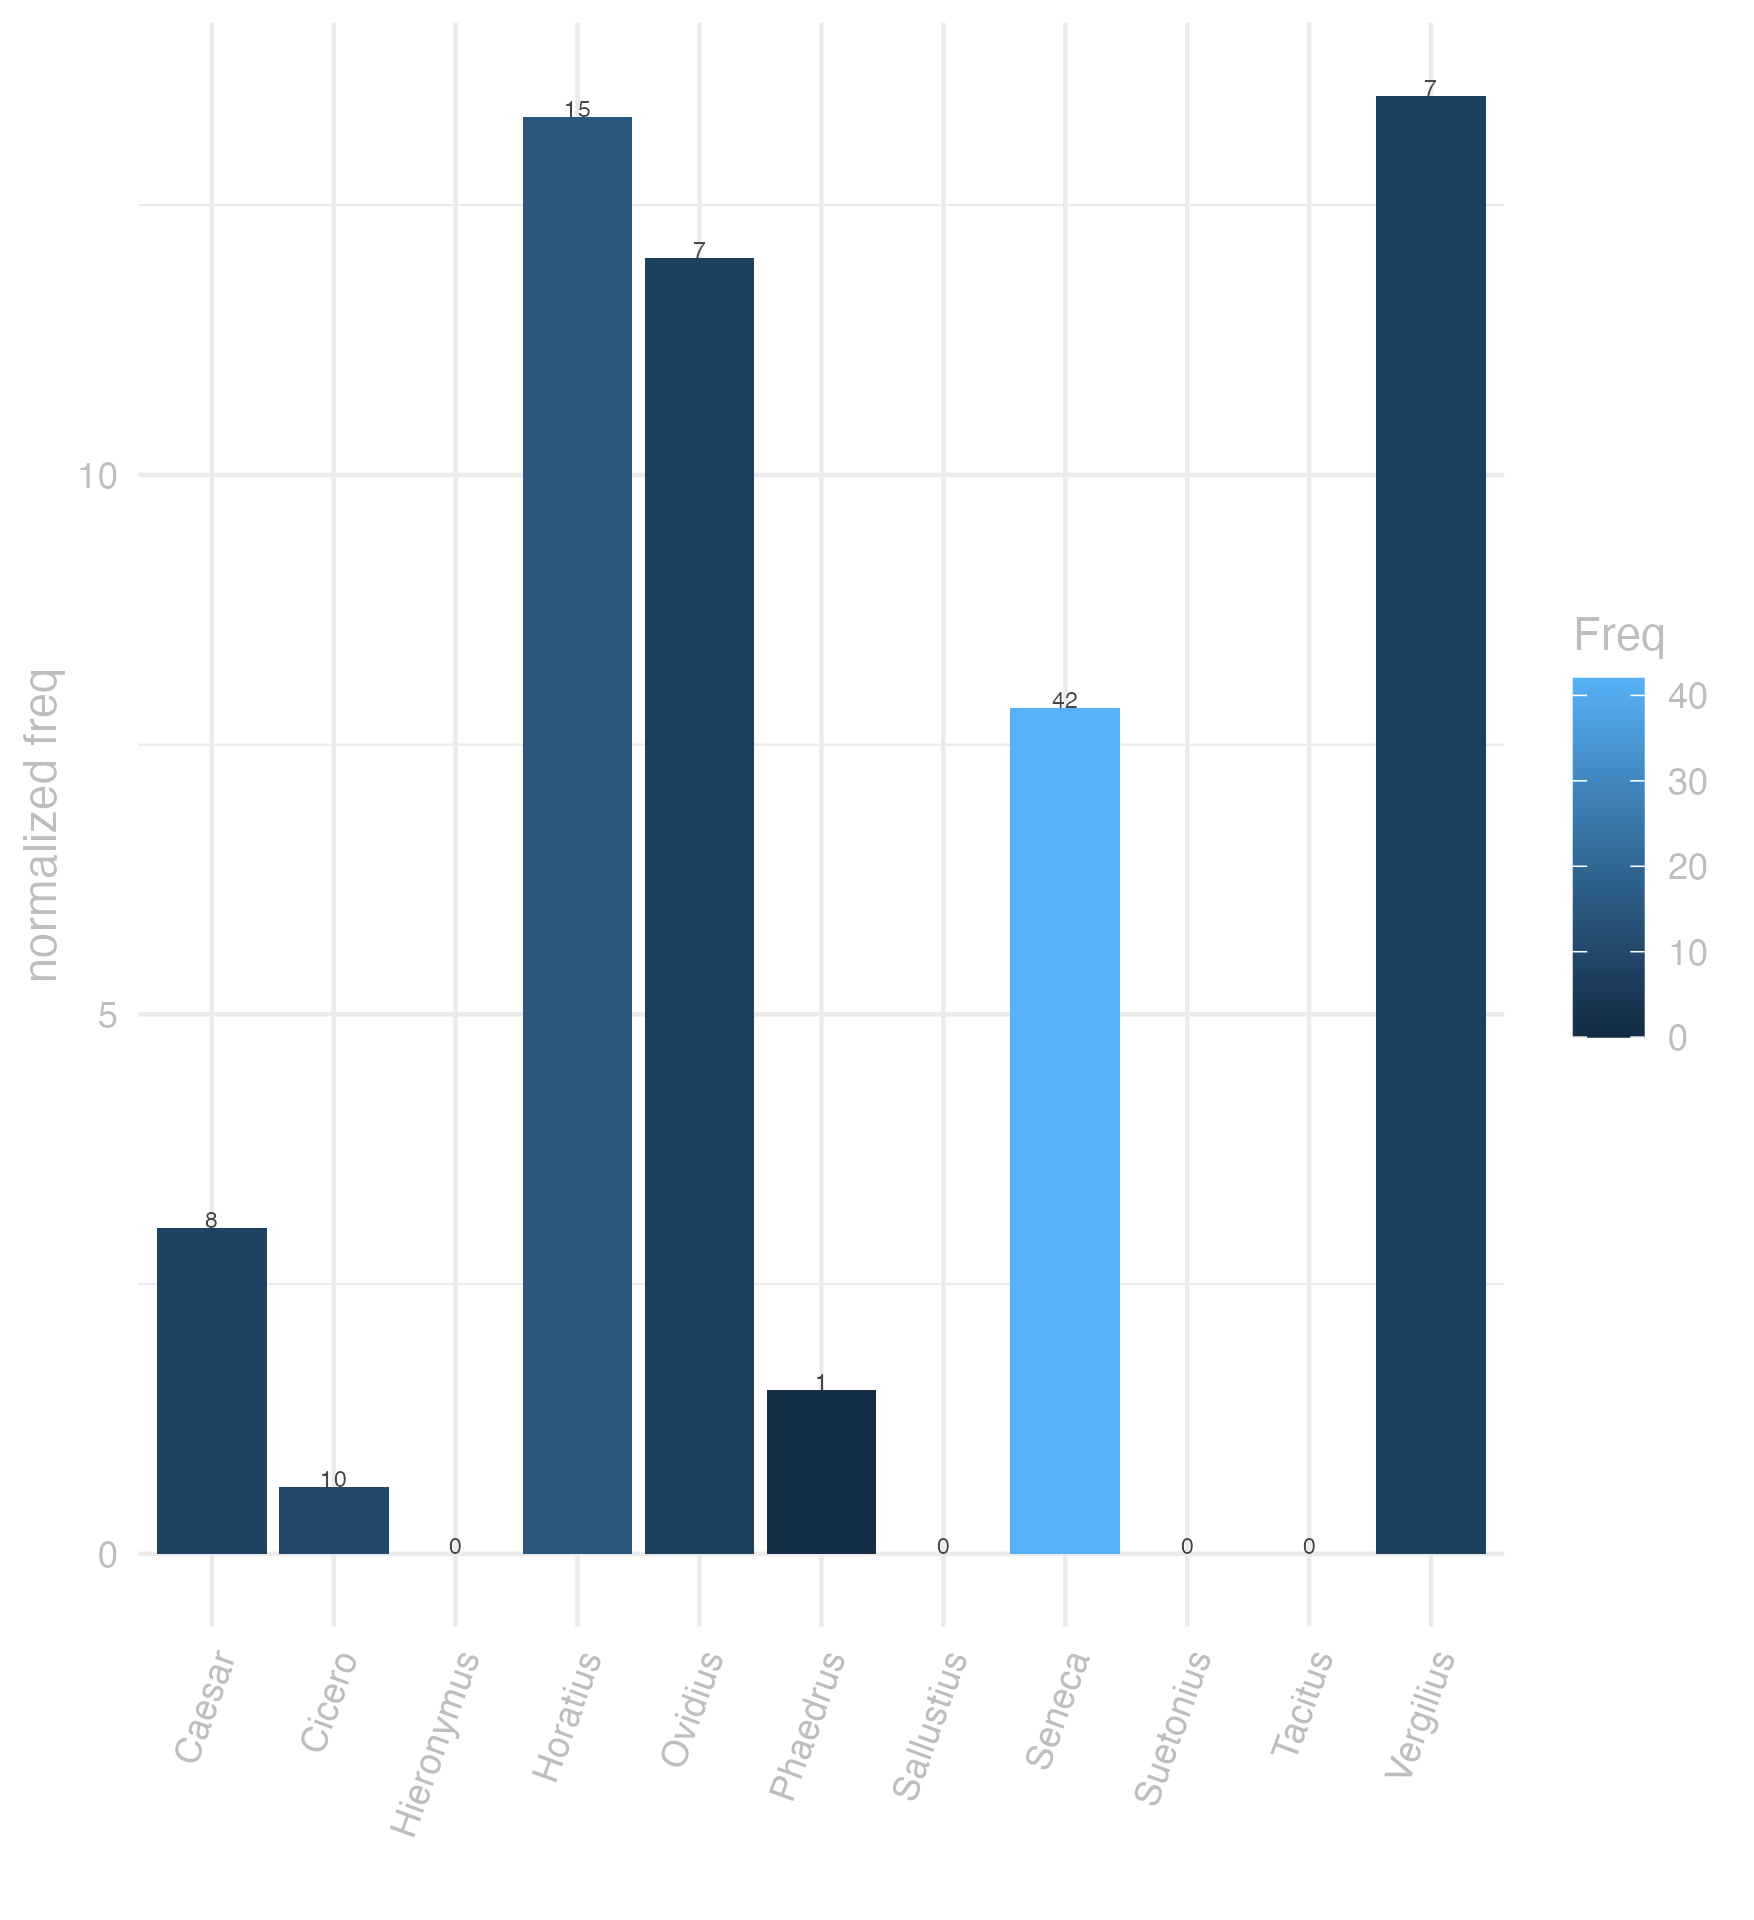 normalized freq
10
5
0
8
10
0
15
7
1
0
42
0
0
7
Caesar
Cicero
Hieronymus
Horatius
Ovidius
Phaedrus
Sallustius
Seneca
Suetonius
Tacitus
Vergilius
Freq
40
30
20
10
0